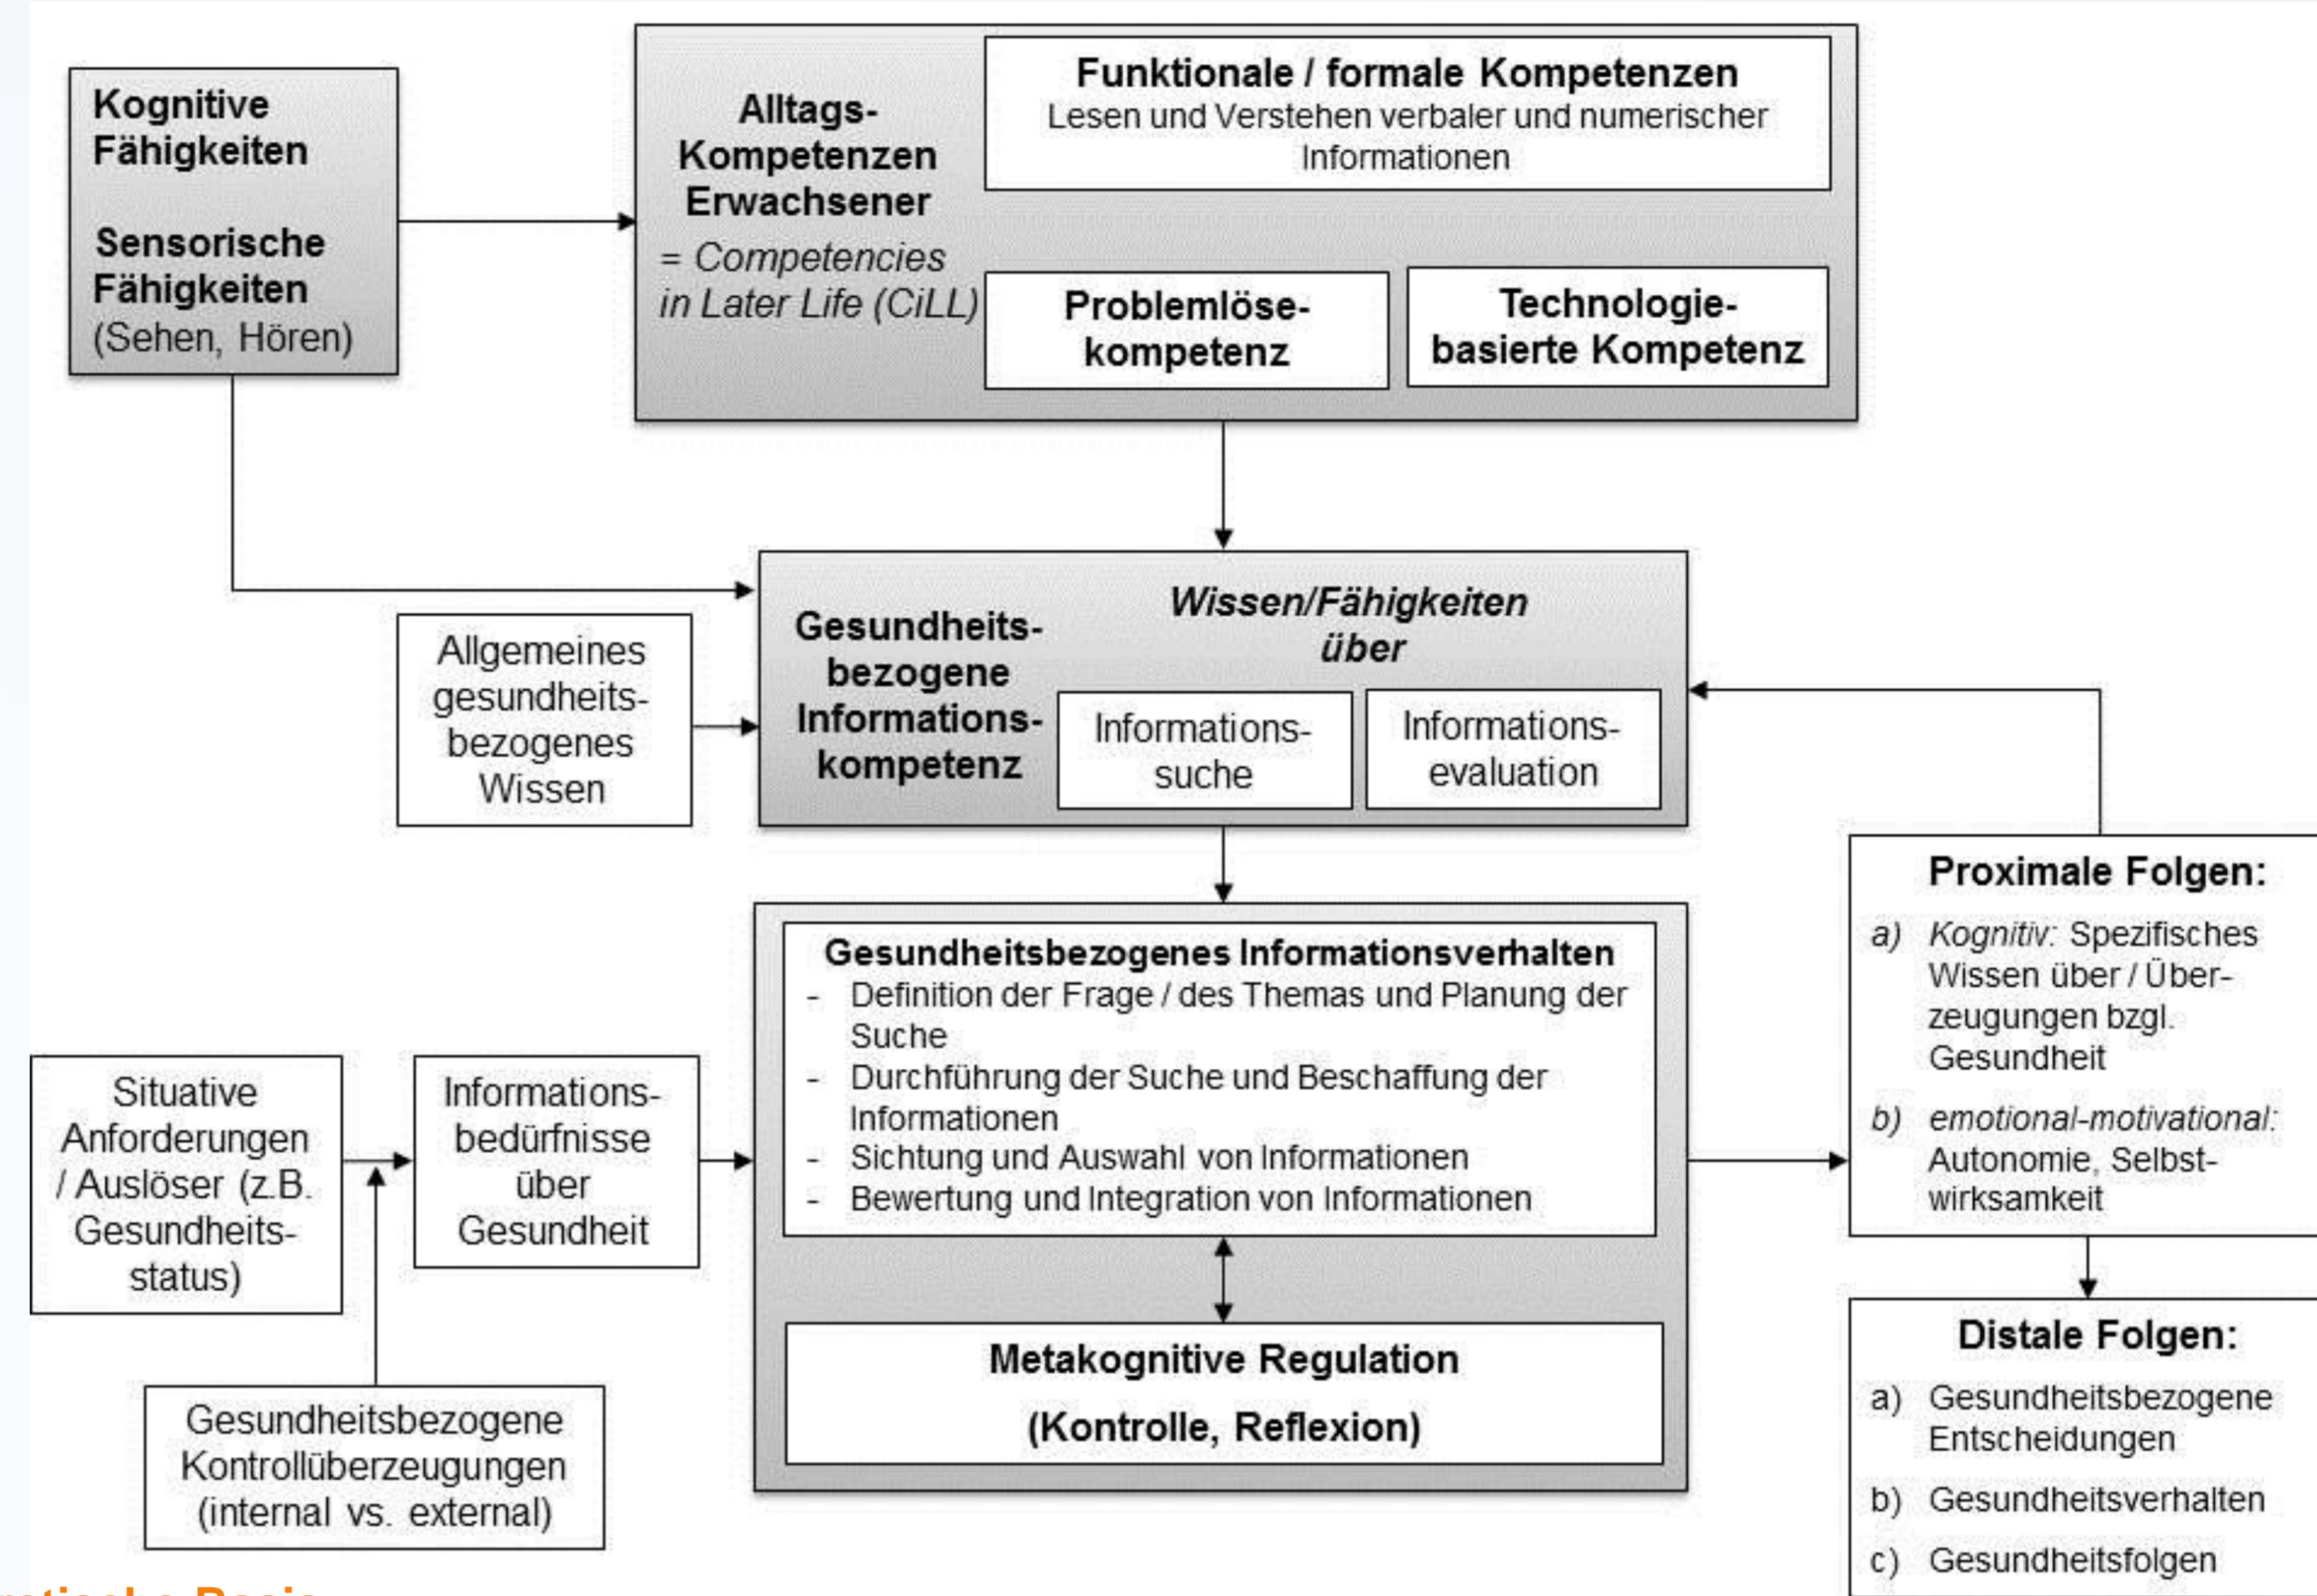 Kognitive
Fähigkeiten
Sensorische
Fähigkeiten
(Sehen, Hören)
Alltags-
Kompetenzen
Erwachsener
= Competencies
in Later Life (CiLL)
Funktionale / formale Kompetenzen
Lesen und Verstehen verbaler und numerischer
Informationen
Problemlöse-
kompetenz
Technologie-
basierte Kompetenz
Allgemeines
gesundheits-
bezogenes
Wissen
Gesundheits-
bezogene
Informations-
kompetenz
Wissen/Fähigkeiten
über
Informations-
suche
Informations-
evaluation
Situative
Anforderungen
/ Auslöser (z.B.
Gesundheits-
status)
Informations-
bedürfnisse
über
Gesundheit
Gesundheitsbezogene
Kontrollüberzeugungen
(internal vs. external)
Gesundheitsbezogenes Informationsverhalten
- Definition der Frage / des Themas und Planung der
Suche
- Durchführung der Suche und Beschaffung der
Informationen
- Sichtung und Auswahl von Informationen
- Bewertung und Integration von Informationen
Metakognitive Regulation
(Kontrolle, Reflexion)
Proximale Folgen:
a) Kognitiv: Spezifisches
Wissen über / Über-
zeugungen bzgl.
Gesundheit
b) emotional-motivational:
Autonomie, Selbst-
wirksamkeit
Distale Folgen:
a) Gesundheitsbezogene
Entscheidungen
b) Gesundheitsverhalten
c) Gesundheitsfolgen